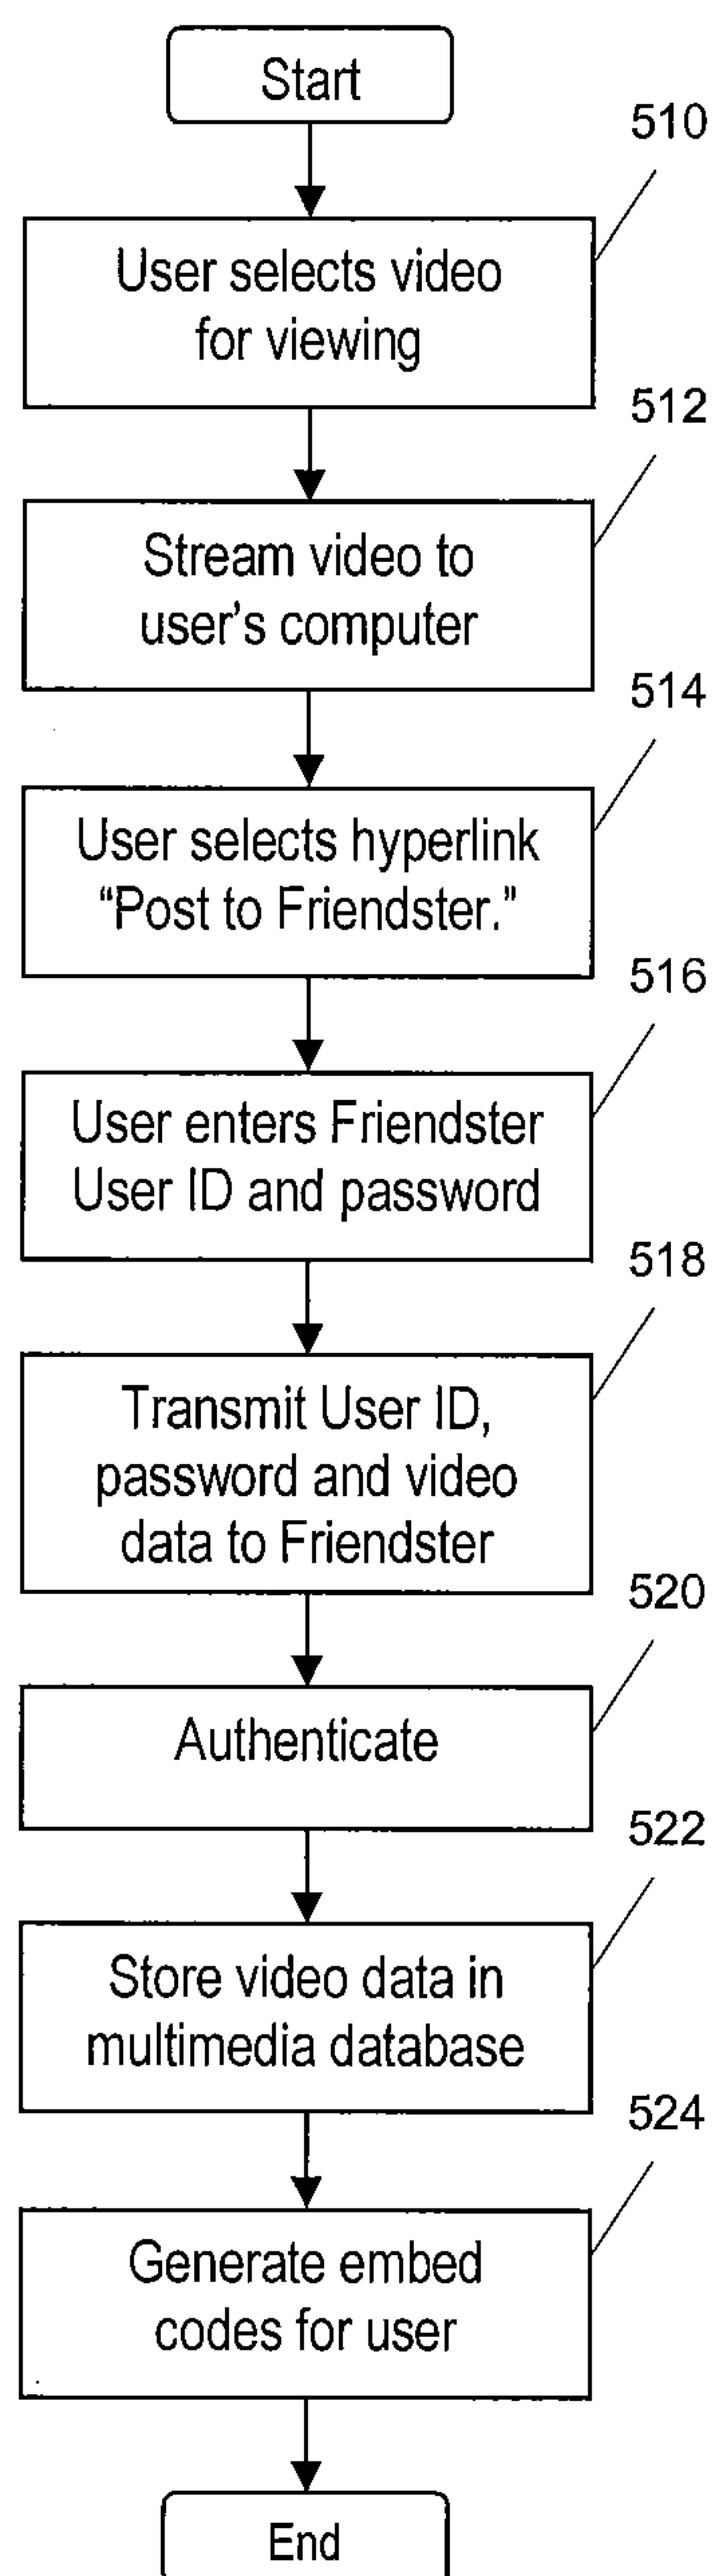 Start
510
User selects video
for viewing
512
Stream video to
user's computer
514
User selects hyperlink
“Post to Friendster.”
516
User enters Friendster
User ID and password
518
Transmit User ID,
password and video
data to Friendster
520
Authenticate
522
Store video data in
multimedia database
524
Generate embed
codes for user
End